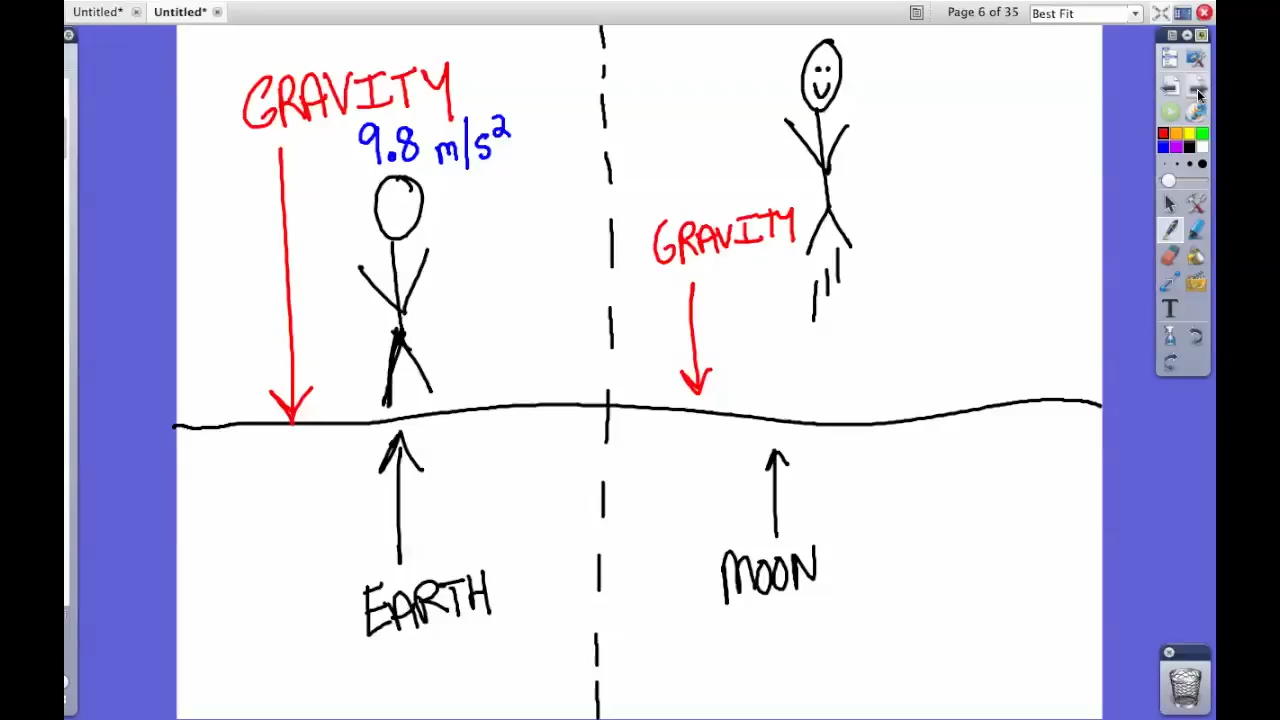 Untitled*
Untitled*
Page 6 of 35
Best Fit
GRAVITY
9.8 m/s²
GRAVITY
EARTH
MOON
T